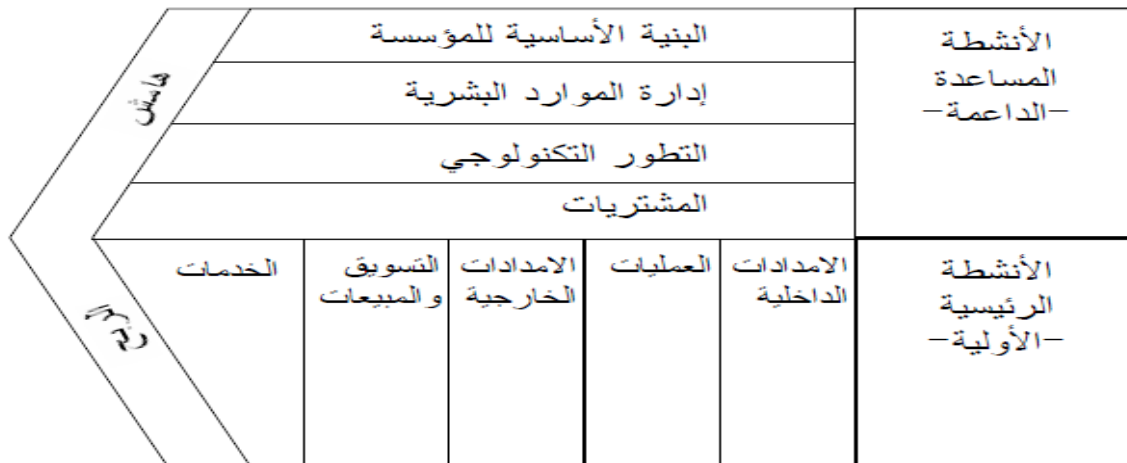 الأنشطة
المساعدة
-الداعمة-
البنية الأساسية للمؤسسة
إدارة الموارد البشرية
التطور التكنولوجي
المشتريات
هامش
الأنشطة
الرئيسية
-الأولية-
الامدادات
الداخلية
العمليات
الامدادات
الخارجية
التسويق
والمبيعات
الخدمات
الربح